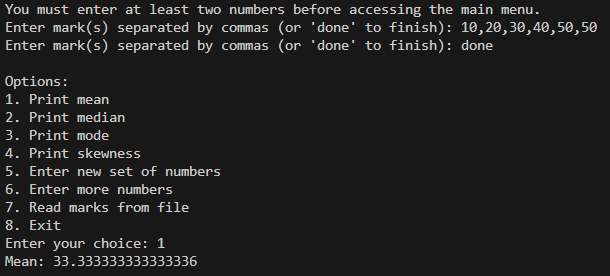 You must enter at least two numbers before accessing the main menu.
Enter mark(s) separated by commas (or 'done' to finish): 10,20,30,40,50,50
Enter mark(s) separated by commas (or 'done' to finish): done

Options:
1. Print mean
2. Print median
3. Print mode
4. Print skewness
5. Enter new set of numbers
6. Enter more numbers
7. Read marks from file
8. Exit
Enter your choice: 1
Mean: 33.333333333333336